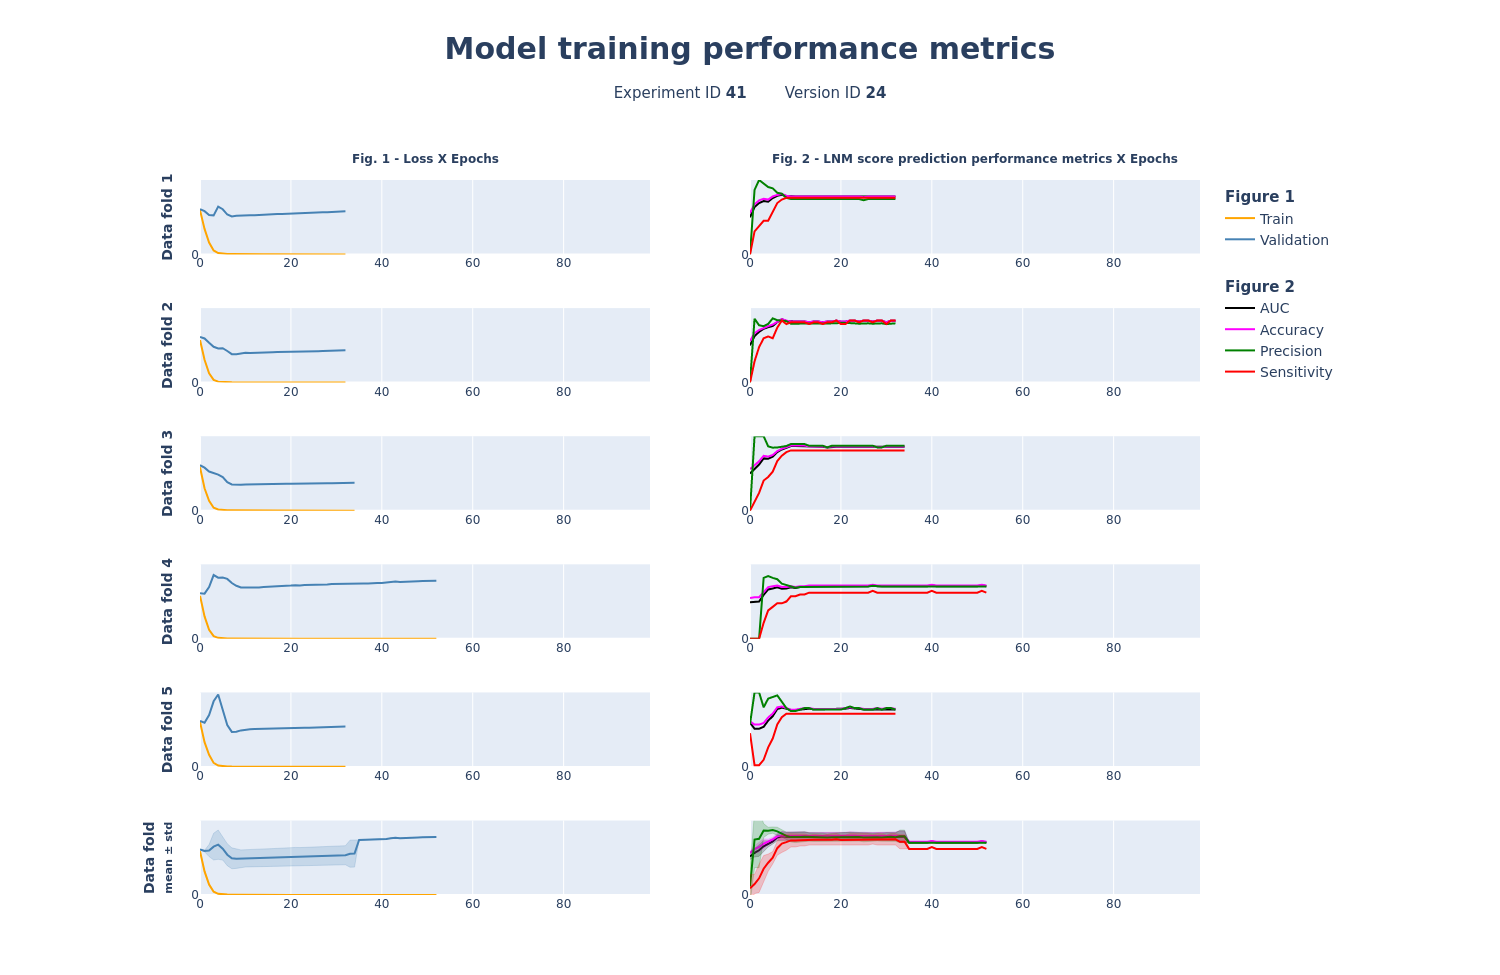 Model training performance metrics
Experiment ID 41 Version ID 24
Fig. 1 - Loss X Epochs
Fig. 2 - LNM score prediction performance metrics X Epochs
Data fold 1
0
0 20 40 60 80
0
0 20 40 60 80
Figure 1
Train
Validation
Figure 2
AUC
Accuracy
Precision
Sensitivity
Data fold 2
0
0 20 40 60 80
0
0 20 40 60 80
Data fold 3
0
0 20 40 60 80
0
0 20 40 60 80
Data fold 4
0
0 20 40 60 80
0
0 20 40 60 80
Data fold 5
0
0 20 40 60 80
0
0 20 40 60 80
Data fold
mean ± std
0
0 20 40 60 80
0
0 20 40 60 80